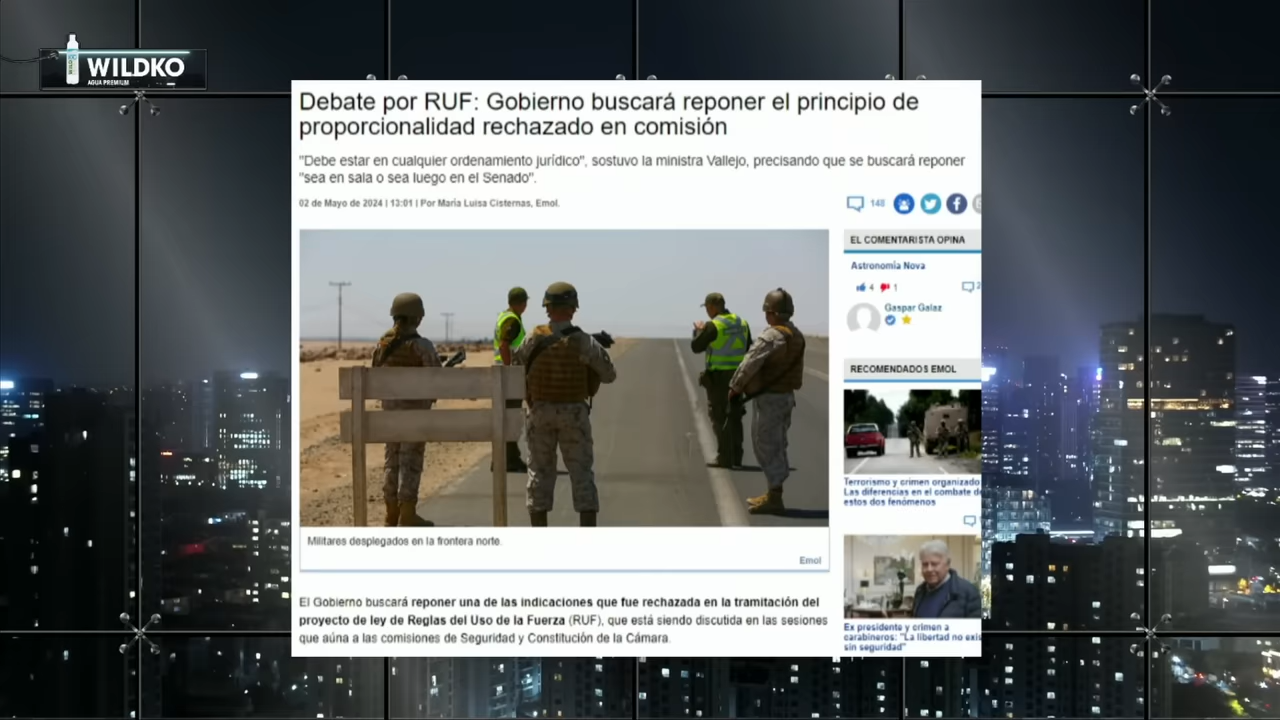 WILDKO
AGUA PREMIUM
Debate por RUF: Gobierno buscará reponer el principio de
proporcionalidad rechazado en comisión
"Debe estar en cualquier ordenamiento jurídico", sostuvo la ministra Vallejo, precisando que se buscará reponer
"sea en sala o sea luego en el Senado".
02 de Mayo de 2024 | 13:01 | Por María Luisa Cisternas, Emol.
148
EL COMENTARISTA OPINA
Astronomía Nova
4 1
2
Gaspar Galaz
RECOMENDADOS EMOL
Terrorismo y crimen organizado
Las diferencias en el combate de
estos dos fenómenos
Militares desplegados en la frontera norte.
Emol
Ex presidente y crimen a
carabineros: "La libertad no exis
sin seguridad"
El Gobierno buscará reponer una de las indicaciones que fue rechazada en la tramitación del
proyecto de ley de Reglas del Uso de la Fuerza (RUF), que está siendo discutida en las sesiones
que aúna a las comisiones de Seguridad y Constitución de la Cámara.